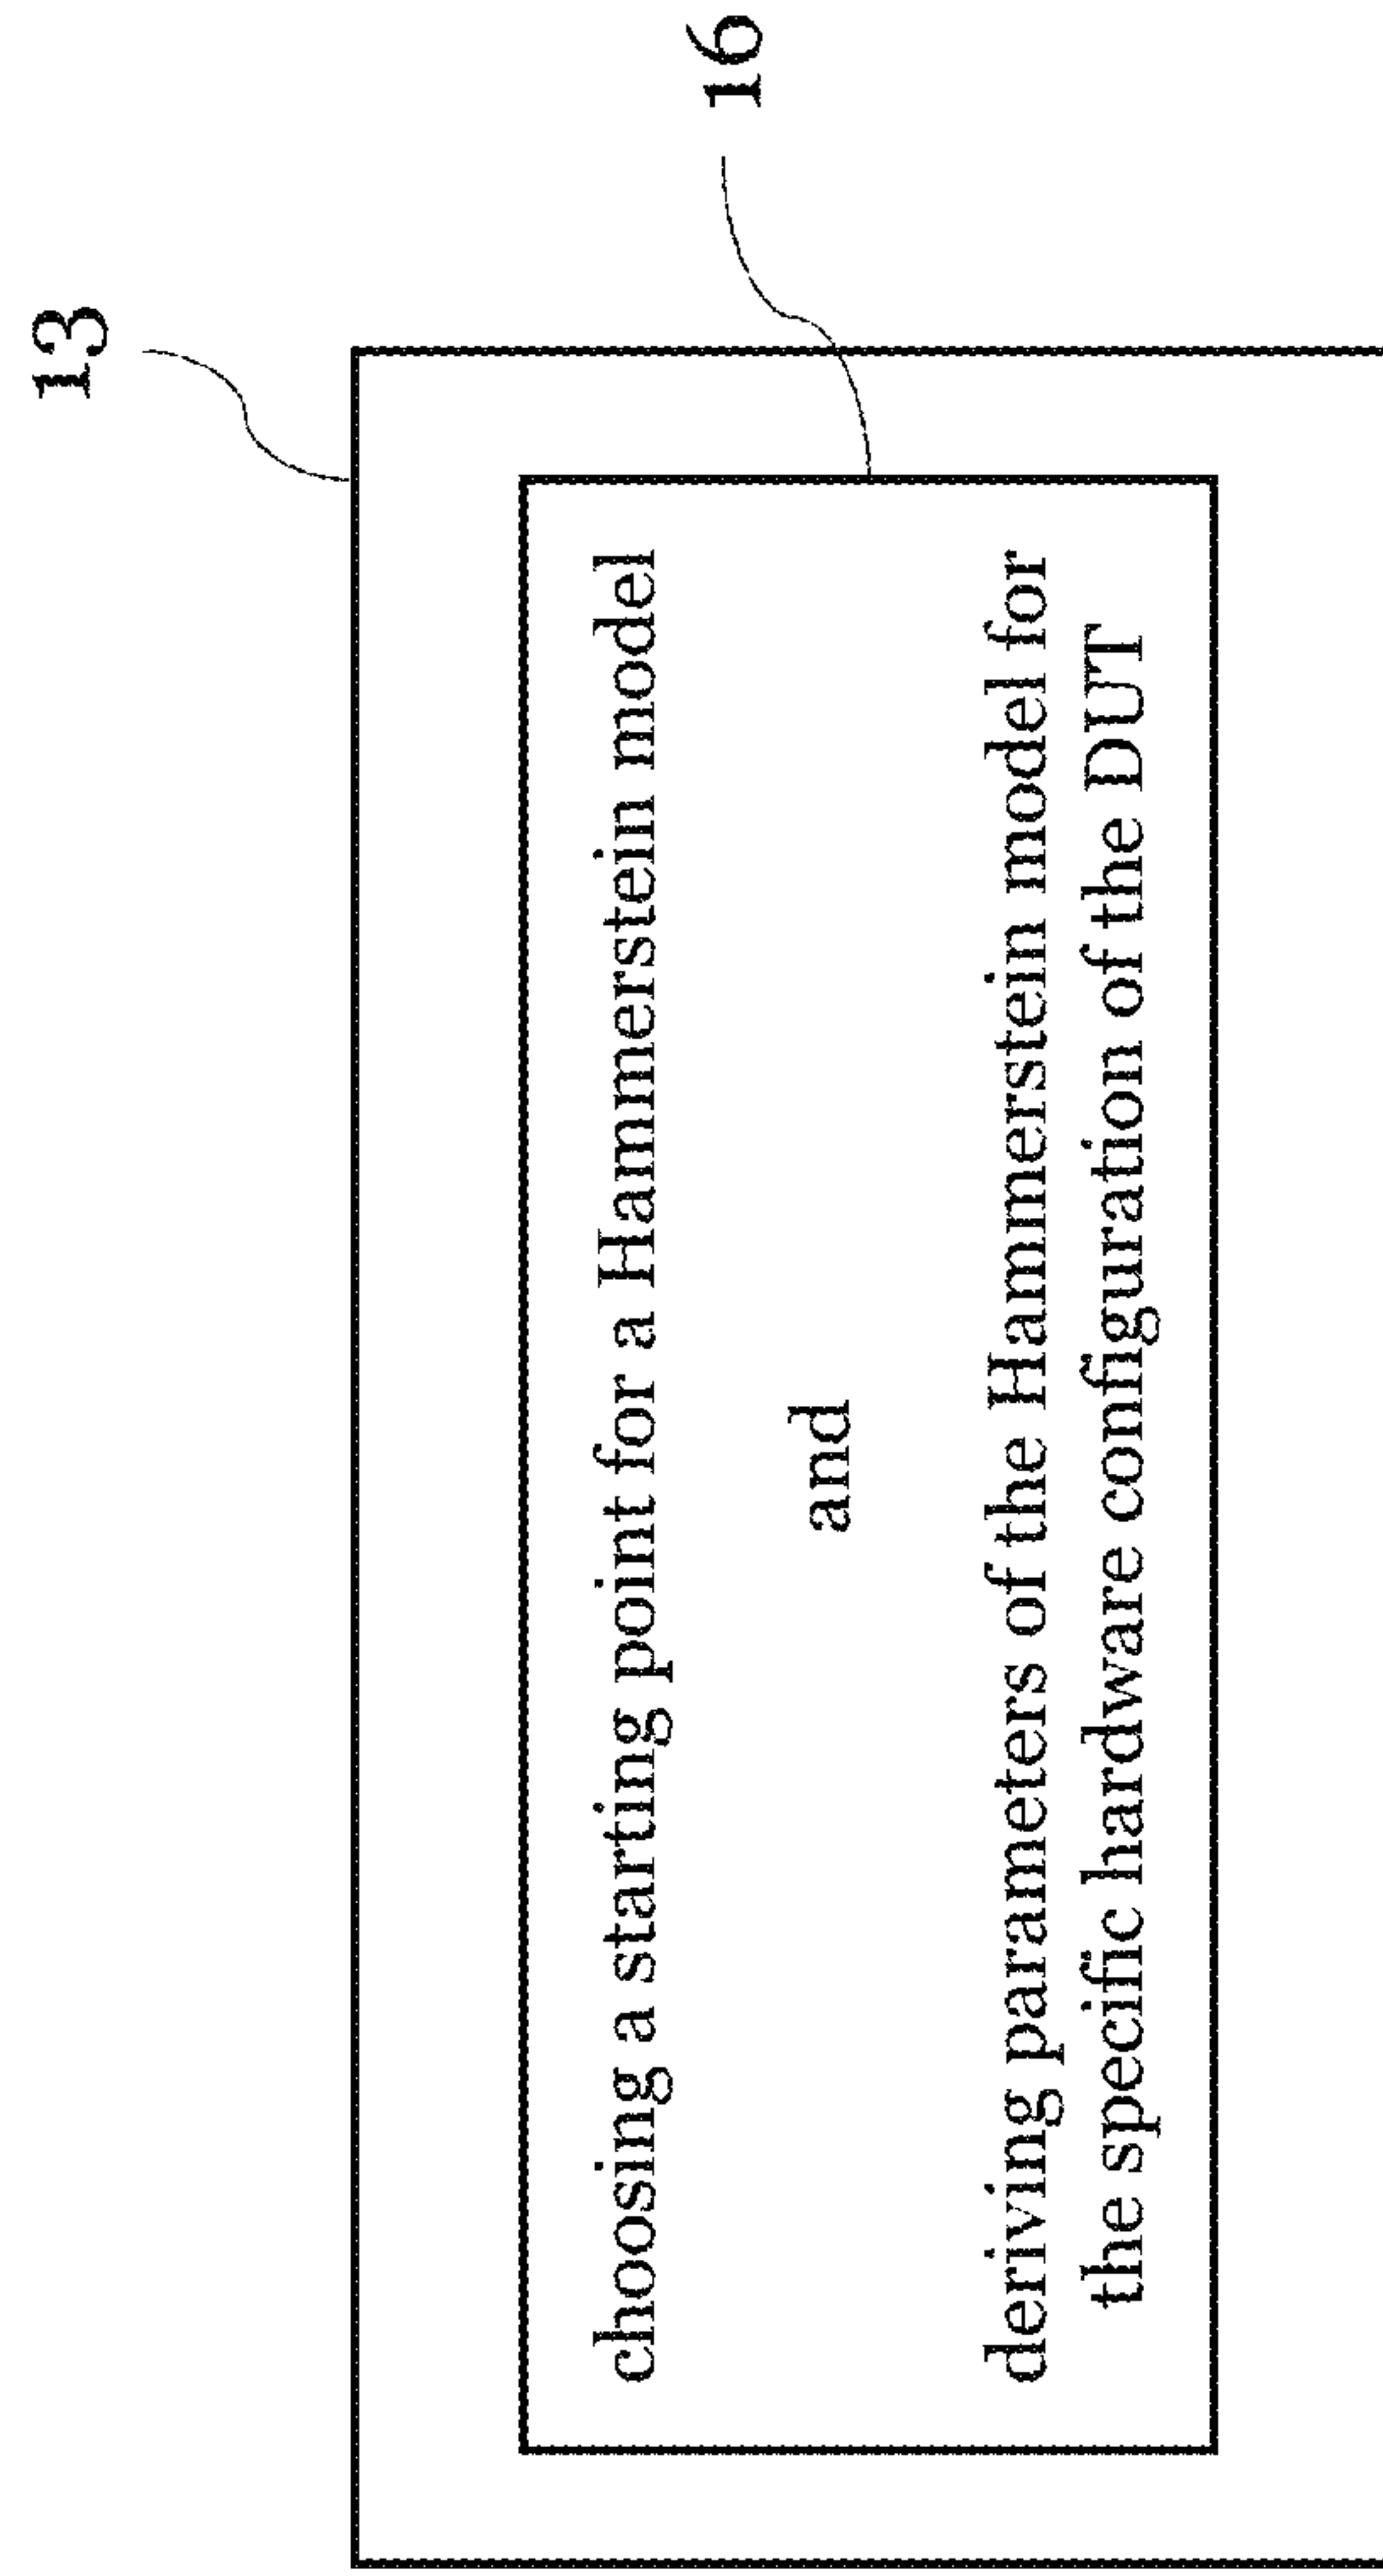 13
16
choosing a starting point for a Hammerstein model
and
deriving parameters of the Hammerstein model for
the specific hardware configuration of the DUT